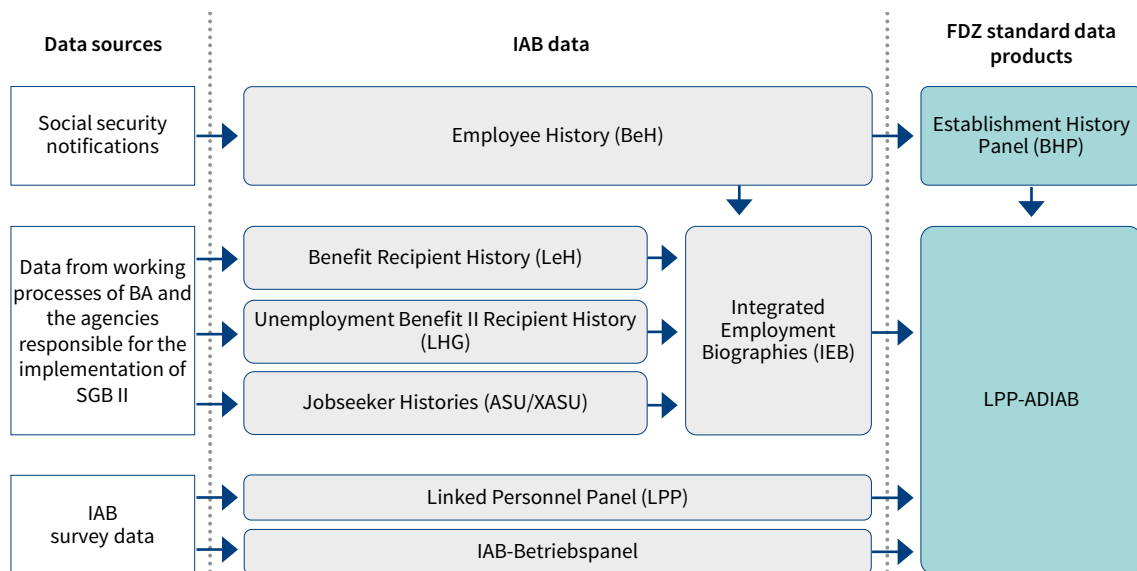 Data sources
IAB data
FDZ standard data
products
Social security
notifications
Employee History (BeH)
Establishment History
Panel (BHP)
Data from working
processes of BA and
the agencies
responsible for the
implementation of
SGB II
Benefit Recipient History (LeH)
Unemployment Benefit II Recipient History
(LHG)
Jobseeker Histories (ASU/XASU)
Integrated
Employment
Biographies (IEB)
LPP-ADIAB
IAB
survey data
Linked Personnel Panel (LPP)
IAB-Betriebspanel